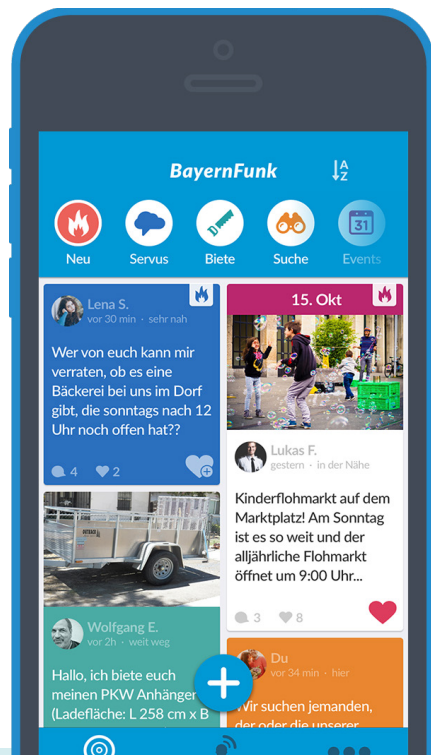 BayernFunk
A
Z
Neu
Servus
Biete
Suche
31
Events
Lena S.
vor 30 min · sehr nah
Wer von euch kann mir
verraten, ob es eine
Bäckerei bei uns im Dorf
gibt, die sonntags nach 12
Uhr noch offen hat??
4
2
Wolfgang E.
vor 2h · weit weg
Hallo, ich biete euch
meinen PKW Anhänger
(Ladefläche: L 258 cm x B
15. Okt
Lukas F.
gestern · in der Nähe
Kinderflohmarkt auf dem
Marktplatz! Am Sonntag
ist es so weit und der
alljährliche Flohmarkt
öffnet um 9:00 Uhr...
3
8
Du
vor 34 min · hier
Wir suchen jemanden,
der oder die unserer